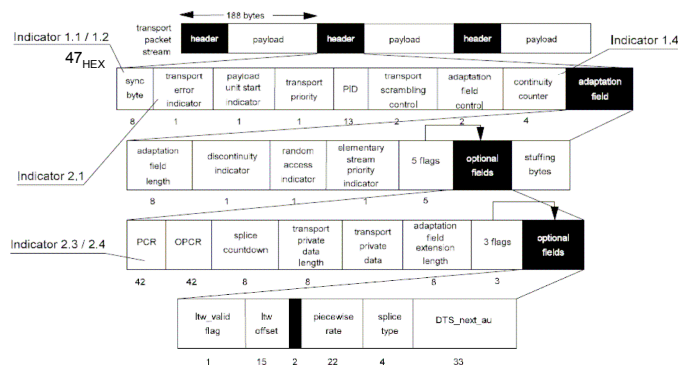 188 bytes
transport
packet
stream
header
payload
header
payload
header
payload
Indicator 1.1 / 1.2
Indicator 1.4
47HEX
sync
byte
transport
error
indicator
payload
unit start
indicator
transport
priority
PID
transport
scrambling
control
adaptation
field
control
continuity
counter
adaptation
field
8
1
1
1
13
2
2
4
Indicator 2.1
adaptation
field
length
discontinuity
indicator
random
access
indicator
elementary
stream
priority
indicator
5 flags
optional
fields
stuffing
bytes
8
1
1
1
5
Indicator 2.3 / 2.4
PCR
OPCR
splice
countdown
transport
private
data
length
transport
private
data
adaptation
field
extension
length
3 flags
optional
fields
42
42
8
8
8
3
ltw_valid
flag
ltw
offset
piecewise
rate
splice
type
DTS_next_au
1
15
2
22
4
33